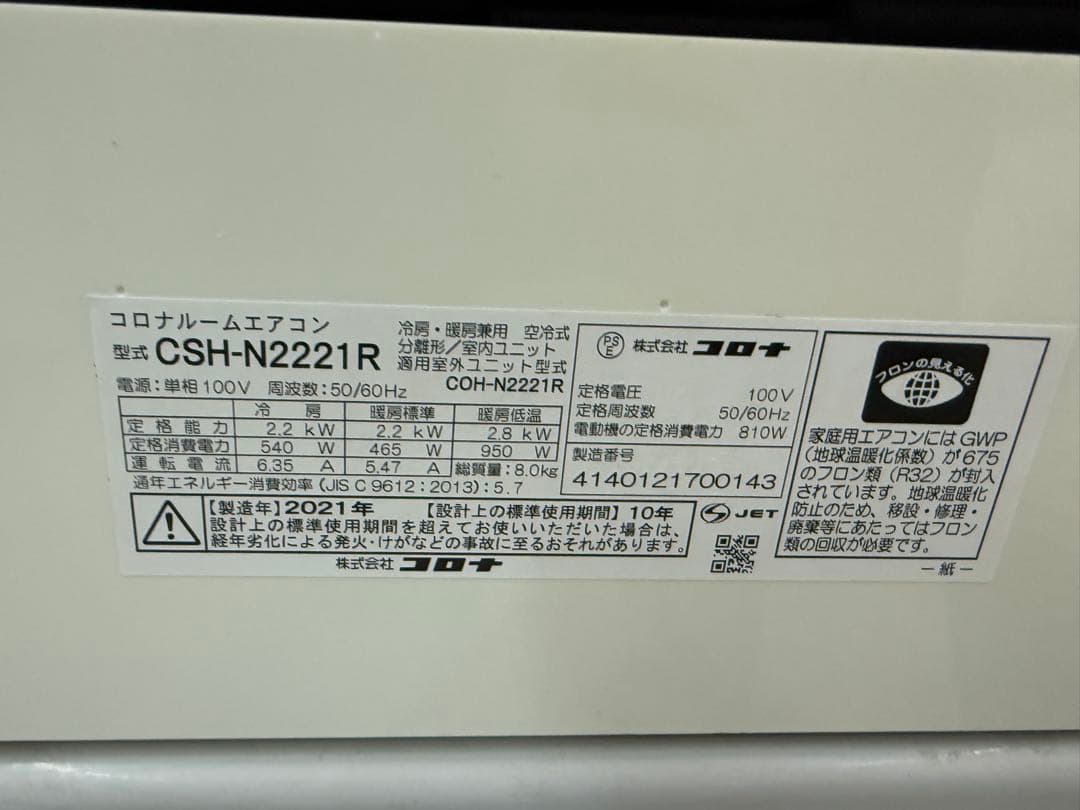 コロナルームエアコン
型式 CSH-N2221R
冷房・暖房兼用 空冷式
分離形／室内ユニット
適用室外ユニット型式
COH-N2221R
電源:単相100V 周波数:50/60Hz
冷房 暖房標準 暖房低温
定格能力 2.2 kW 2.2 kW 2.8 kW
定格消費電力 540 W 465 W 950 W
運転電流 6.35 A 5.47 A 総質量:8.0kg
通年エネルギー消費効率 (JIS C 9612:2013):5.7
【製造年】2021年 【設計上の標準使用期間】10年
設計上の標準使用期間を超えてお使いいただいた場合は、
経年劣化による発火・けがなどの事故に至るおそれがあります。
株式会社 コロナ
PS
E
株式会社 コロナ
定格電圧 100V
定格周波数 50/60Hz
電動機の定格消費電力 810W
製造番号
4140121700143
JET
フロンの見える化
家庭用エアコンにはGWP
(地球温暖化係数)が675
のフロン類(R32)が封入
されています。地球温暖化
防止のため、移設・修理・
廃棄等にあたってはフロン
類の回収が必要です。
－紙－